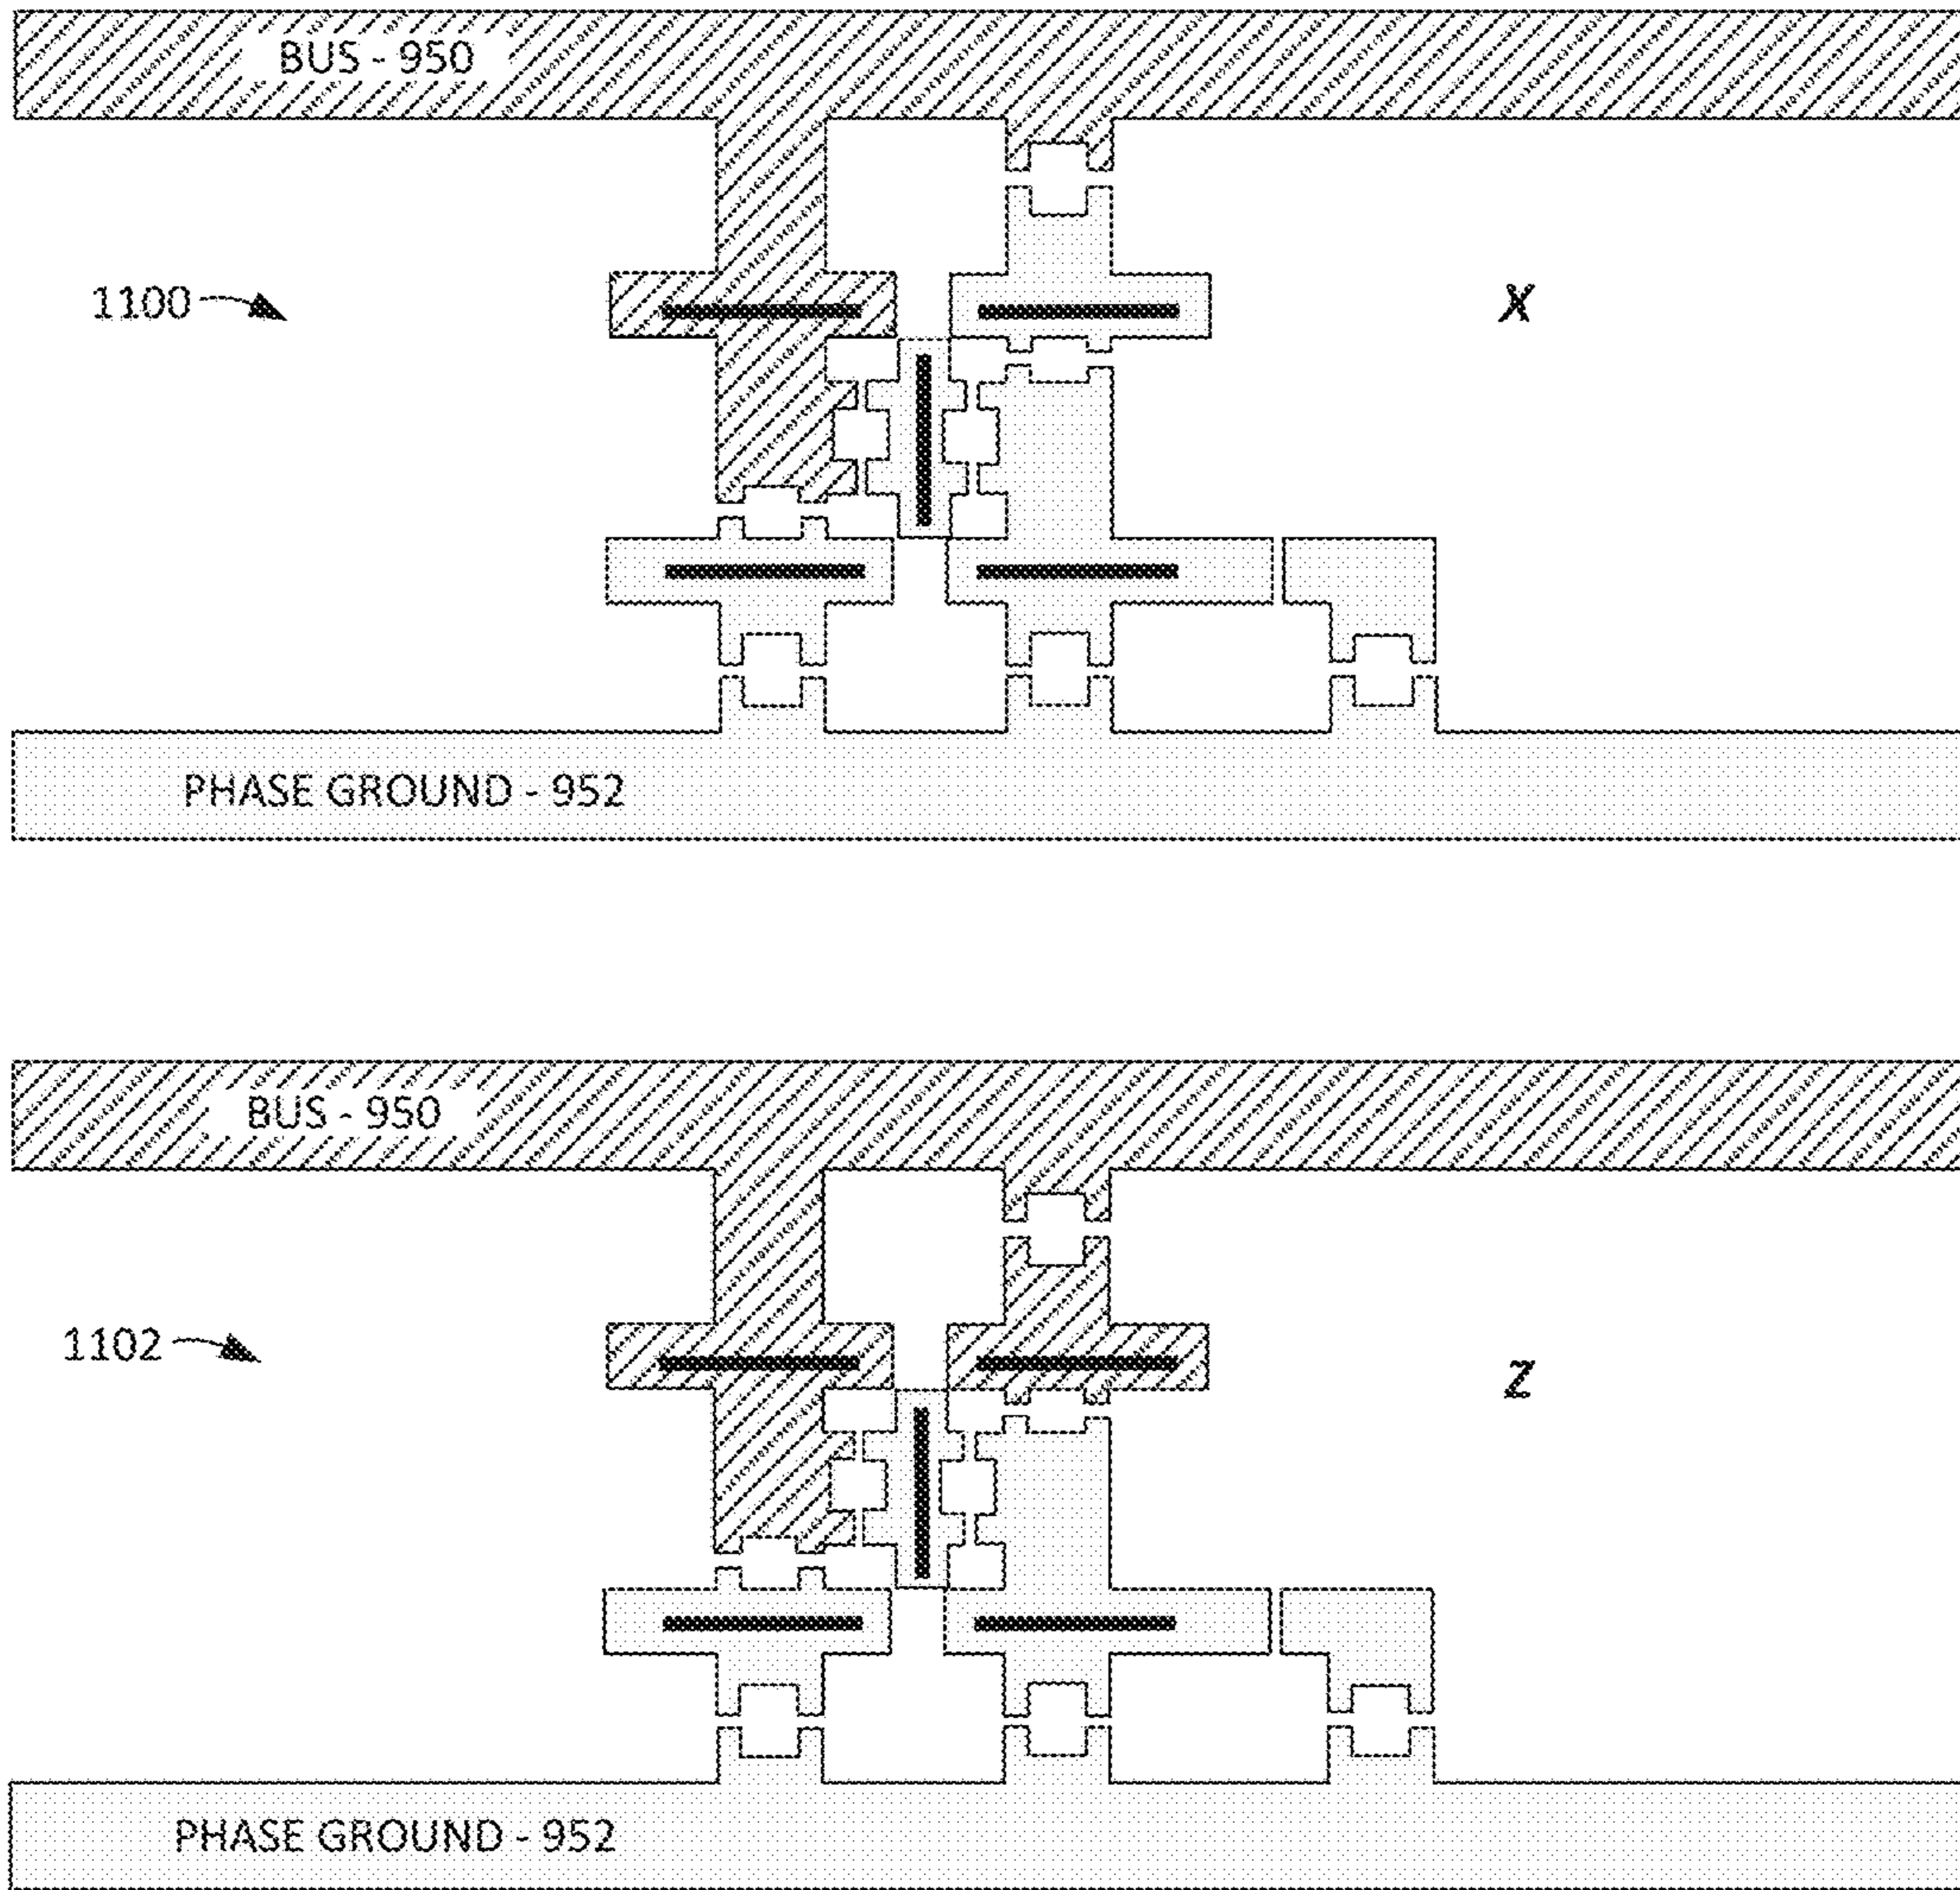 BUS - 950
1100
X
PHASE GROUND - 952
BUS - 950
1102
Z
PHASE GROUND - 952